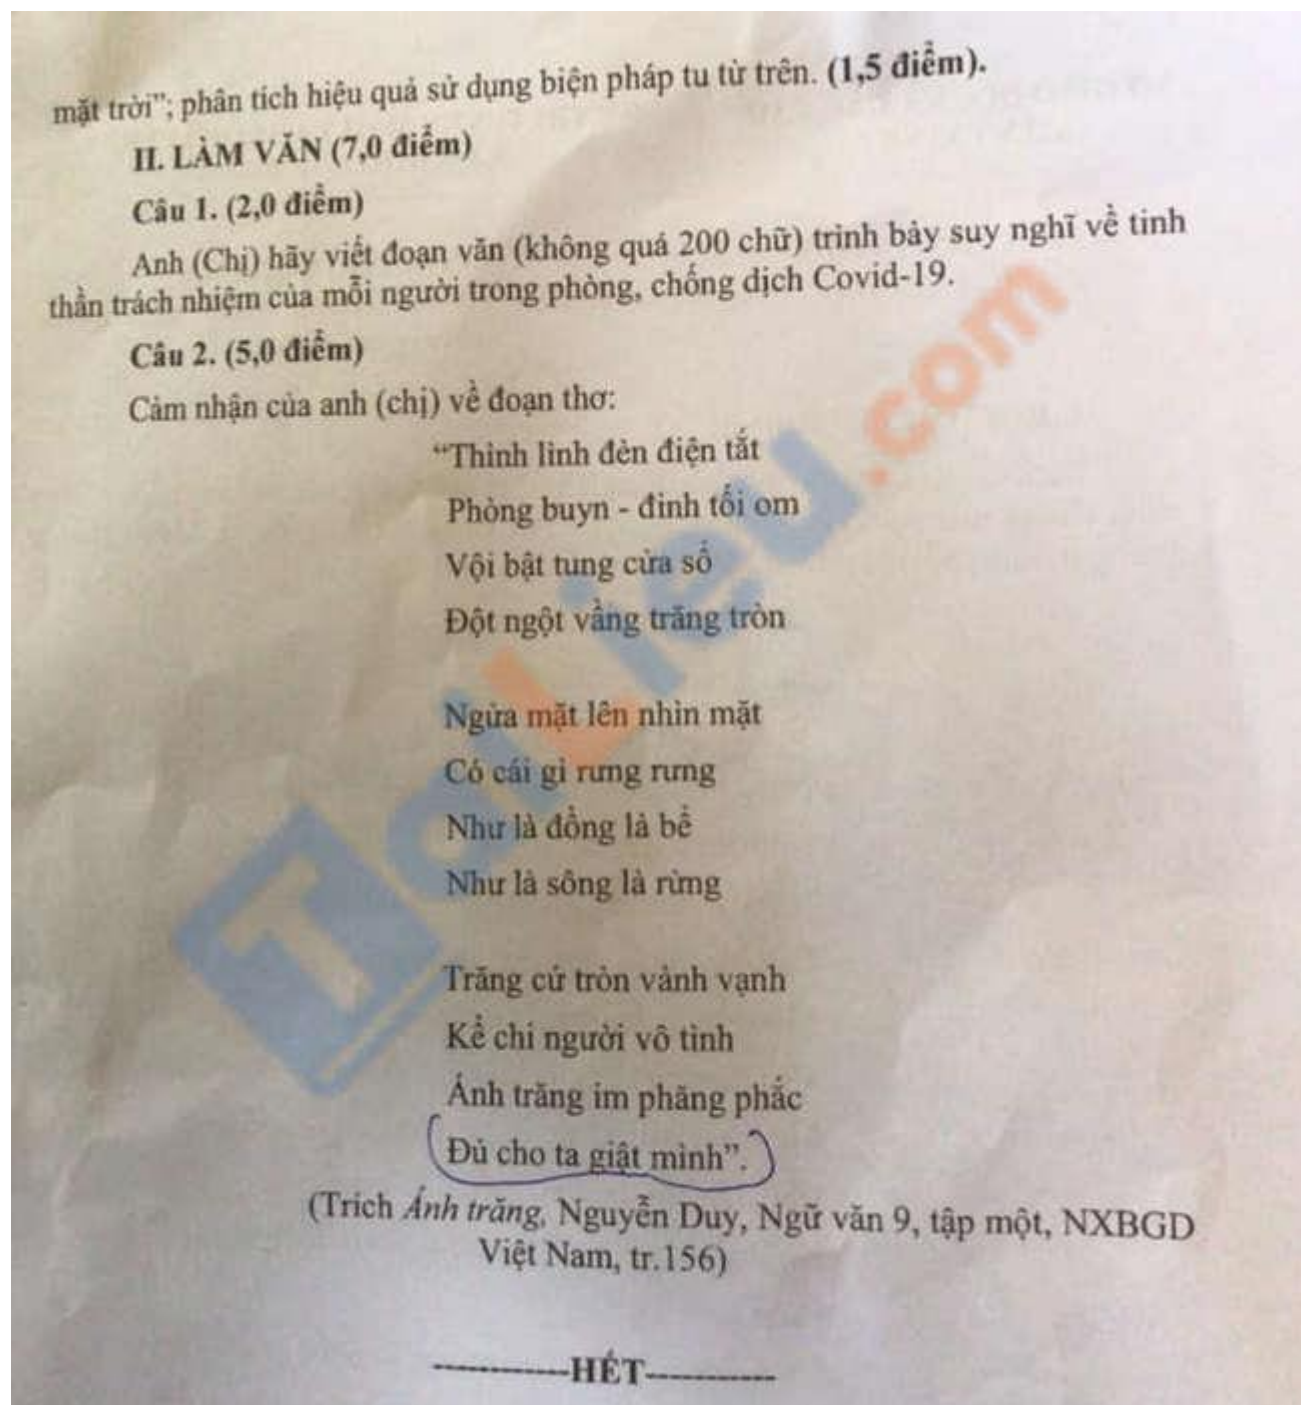 mặt trời"; phân tích hiệu quả sử dụng biện pháp tu từ trên. (1,5 điểm).
II. LÀM VĂN (7,0 điểm)
Câu 1. (2,0 điểm)
Anh (Chị) hãy viết đoạn văn (không quá 200 chữ) trình bày suy nghĩ về tinh
thần trách nhiệm của mỗi người trong phòng, chống dịch Covid-19.
Câu 2. (5,0 điểm)
Cảm nhận của anh (chị) về đoạn thơ:
“Thình lình đèn điện tắt
Phòng buyn - đinh tối om
Vội bật tung cửa sổ
Đột ngột vầng trăng tròn
Ngửa mặt lên nhìn mặt
Có cái gì rưng rưng
Như là đồng là bể
Như là sông là rừng
Trăng cứ tròn vành vạnh
Kể chi người vô tình
Ánh trăng im phăng phắc
Đủ cho ta giật mình”.
(Trích Ánh trăng, Nguyễn Duy, Ngữ văn 9, tập một, NXBGD
Việt Nam, tr.156)
------------HẾT-----------
TaiLieu.com